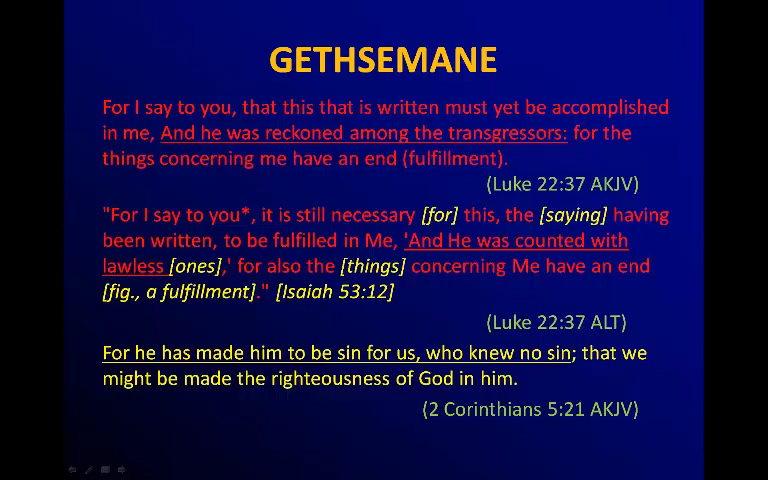 GETHSEMANE
For I say to you, that this that is written must yet be accomplished
in me, And he was reckoned among the transgressors: for the
things concerning me have an end (fulfillment).
(Luke 22:37 AKJV)
"For I say to you*, it is still necessary [for] this, the [saying] having
been written, to be fulfilled in Me, 'And He was counted with
lawless [ones],' for also the [things] concerning Me have an end
[fig., a fulfillment]." [Isaiah 53:12]
(Luke 22:37 ALT)
For he has made him to be sin for us, who knew no sin; that we
might be made the righteousness of God in him.
(2 Corinthians 5:21 AKJV)